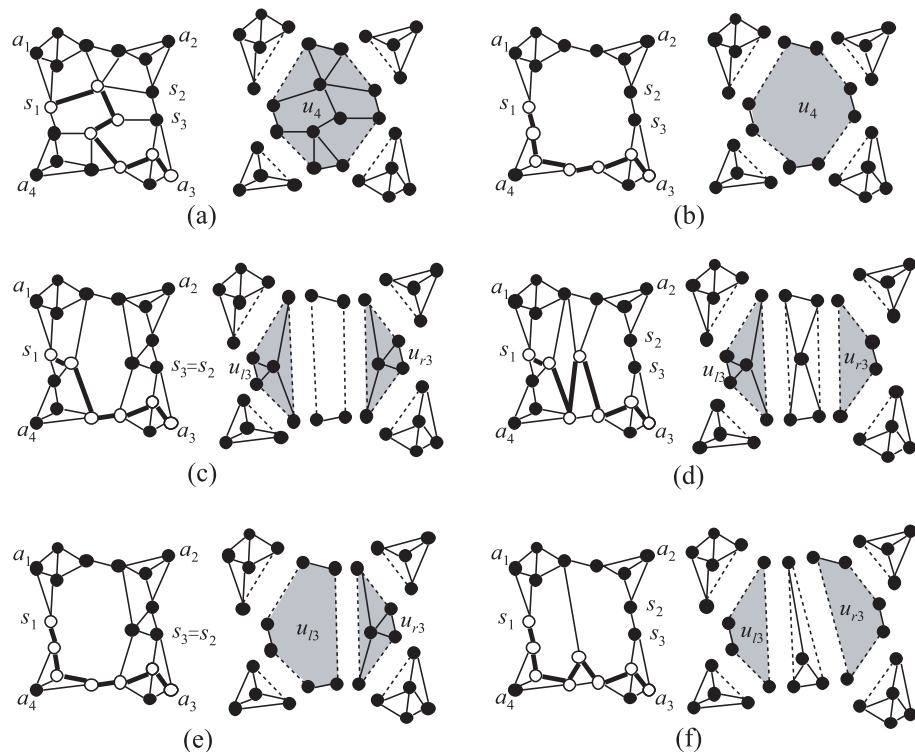 a1 a2 s1 s2 s3 a4 a3 u4
(a)
a1 a2 s1 s2 s3 a4 a3 u4
(b)
a1 a2 s1 s3=s2 a4 a3 ul3 ur3
(c)
a1 a2 s1 s2 s3 a4 a3 ul3 ur3
(d)
a1 a2 s1 s3=s2 a4 a3 ul3 ur3
(e)
a1 a2 s1 s2 s3 a4 a3 ul3 ur3
(f)